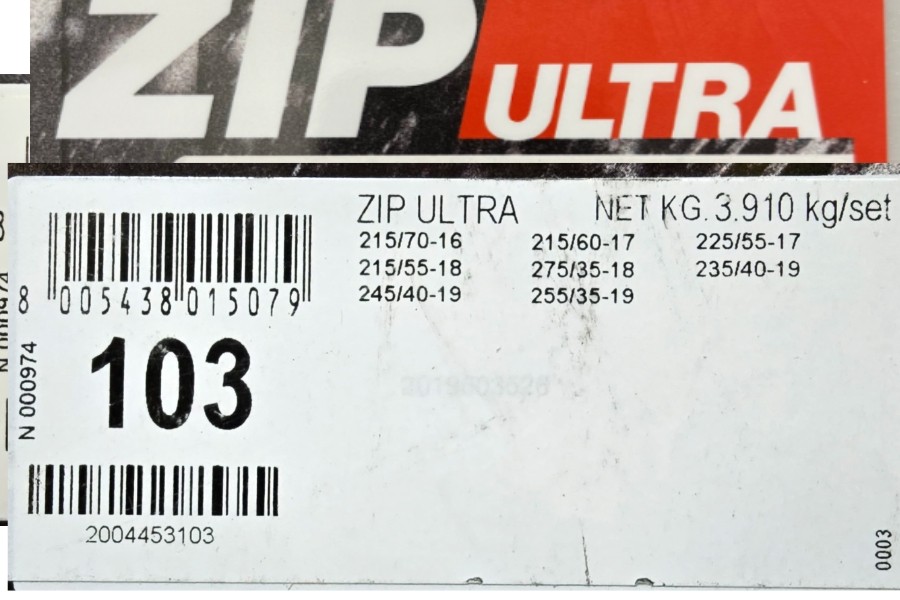 ZIP ULTRA
ZIP ULTRA NET KG. 3.910 kg/set
215/70-16 215/60-17 225/55-17
215/55-18 275/35-18 235/40-19
245/40-19 255/35-19
8 005438 015079
N 000974
103
2004453103
0003